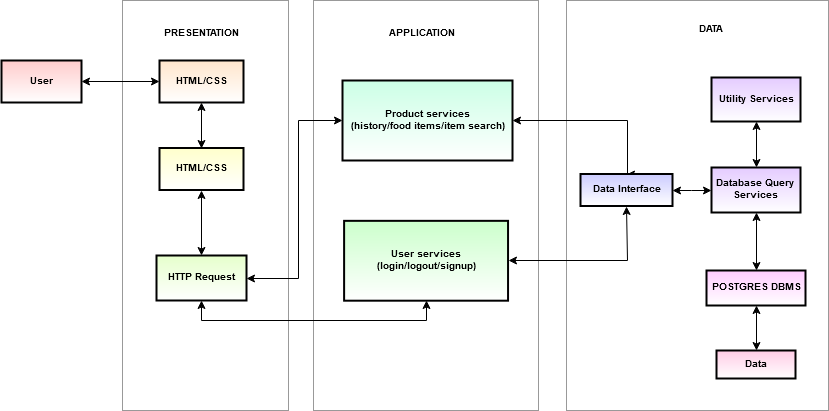 PRESENTATION
APPLICATION
DATA
User
HTML/CSS
HTML/CSS
HTTP Request
Product services
(history/food items/item search)
User services
(login/logout/signup)
Data Interface
Utility Services
Database Query
Services
POSTGRES DBMS
Data